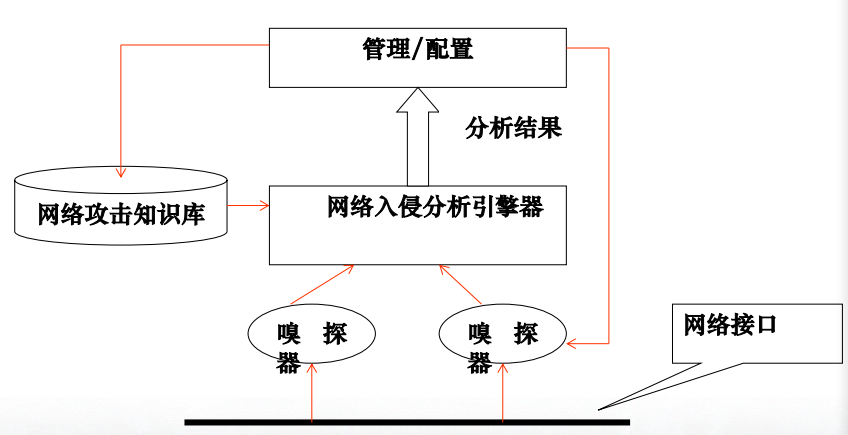 管理/配置
分析结果
网络攻击知识库
网络入侵分析引擎器
嗅 探
器
嗅 探
器
网络接口